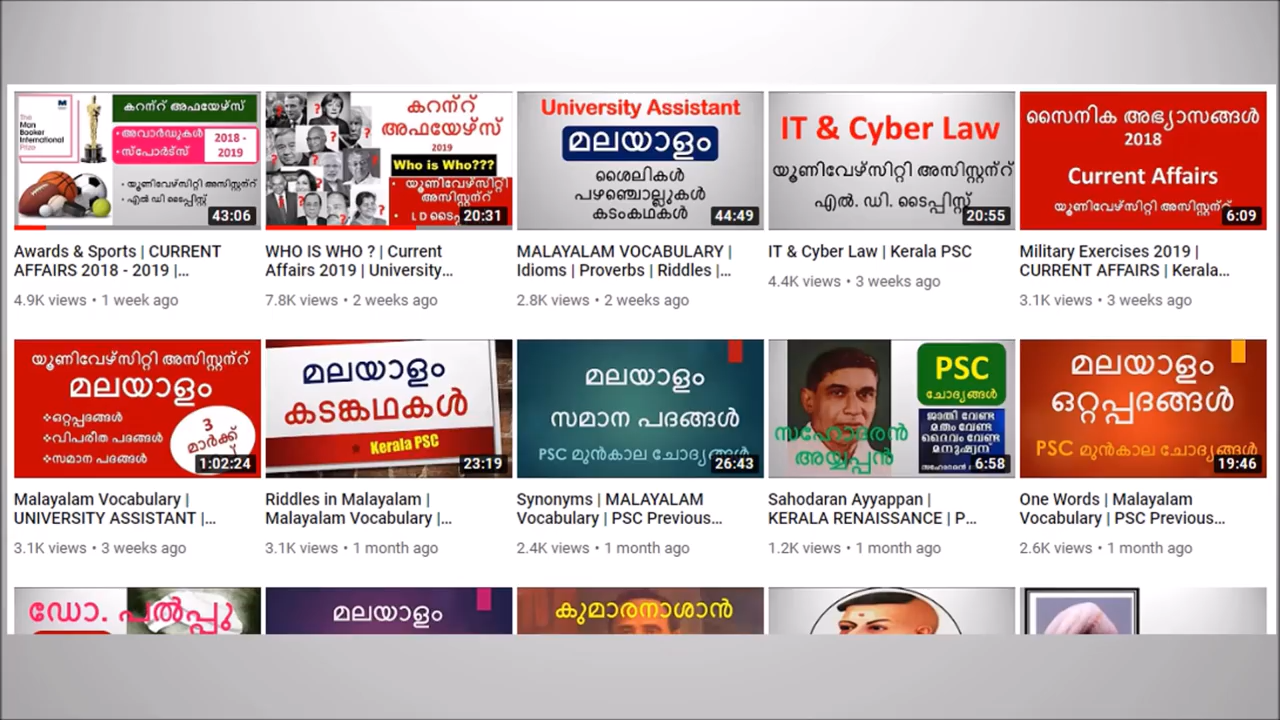 The
Man
Booker
International
Prize
കറന്റ് അഫയേഴ്സ്
• അവാർഡുകൾ
• സ്പോർട്സ്
2018 -
2019
• യൂണിവേഴ്സിറ്റി അസിസ്റ്റന്റ്
• എൽ ഡി ടൈപ്പിസ്റ്റ്
43:06
Awards & Sports | CURRENT
AFFAIRS 2018 - 2019 |...
4.9K views • 1 week ago
കറന്റ്
അഫയേഴ്സ്
2019
Who is Who???
• യൂണിവേഴ്സിറ്റി
അസിസ്റ്റന്റ്
• L D
20:31
WHO IS WHO ? | Current
Affairs 2019 | University...
7.8K views • 2 weeks ago
University Assistant
മലയാളം
ശൈലികൾ
പഴഞ്ചൊല്ലുകൾ
കടംകഥകൾ
44:49
MALAYALAM VOCABULARY |
Idioms | Proverbs | Riddles |...
2.8K views • 2 weeks ago
IT & Cyber Law
യൂണിവേഴ്സിറ്റി അസിസ്റ്റന്റ്
എൽ. ഡി. ടൈപ്പിസ്റ്റ്
20:55
IT & Cyber Law | Kerala PSC
4.4K views • 3 weeks ago
സൈനിക അഭ്യാസങ്ങൾ
2018
Current Affairs
യൂണിവേഴ്സിറ്റി അസിസ്റ്റന്റ്
6:09
Military Exercises 2019 |
CURRENT AFFAIRS | Kerala...
3.1K views • 3 weeks ago
യൂണിവേഴ്സിറ്റി അസിസ്റ്റന്റ്
മലയാളം
❖ഒറ്റപ്പദങ്ങൾ
❖വിപരീത പദങ്ങൾ
❖സമാന പദങ്ങൾ
3
മാർക്ക്
1:02:24
Malayalam Vocabulary |
UNIVERSITY ASSISTANT |...
3.1K views • 3 weeks ago
മലയാളം
കടങ്കഥകൾ
Kerala PSC
23:19
Riddles in Malayalam |
Malayalam Vocabulary |...
3.1K views • 1 month ago
മലയാളം
സമാന പദങ്ങൾ
PSC മുൻകാല ചോദ്യങ്ങൾ
26:43
Synonyms | MALAYALAM
Vocabulary | PSC Previous...
2.4K views • 1 month ago
PSC
ചോദ്യങ്ങൾ
സഹോദരൻ
അയ്യപ്പൻ
ജാതി വേണ്ട
മതം വേണ്ട
ദൈവം വേണ്ട
മനുഷ്യന്
6:58
Sahodaran Ayyappan |
KERALA RENAISSANCE | P...
1.2K views • 1 month ago
മലയാളം
ഒറ്റപ്പദങ്ങൾ
PSC മുൻകാല ചോദ്യങ്ങൾ
19:46
One Words | Malayalam
Vocabulary | PSC Previous...
2.6K views • 1 month ago
ഡോ. പൽപ്പു
മലയാളം
കുമാരനാശാൻ